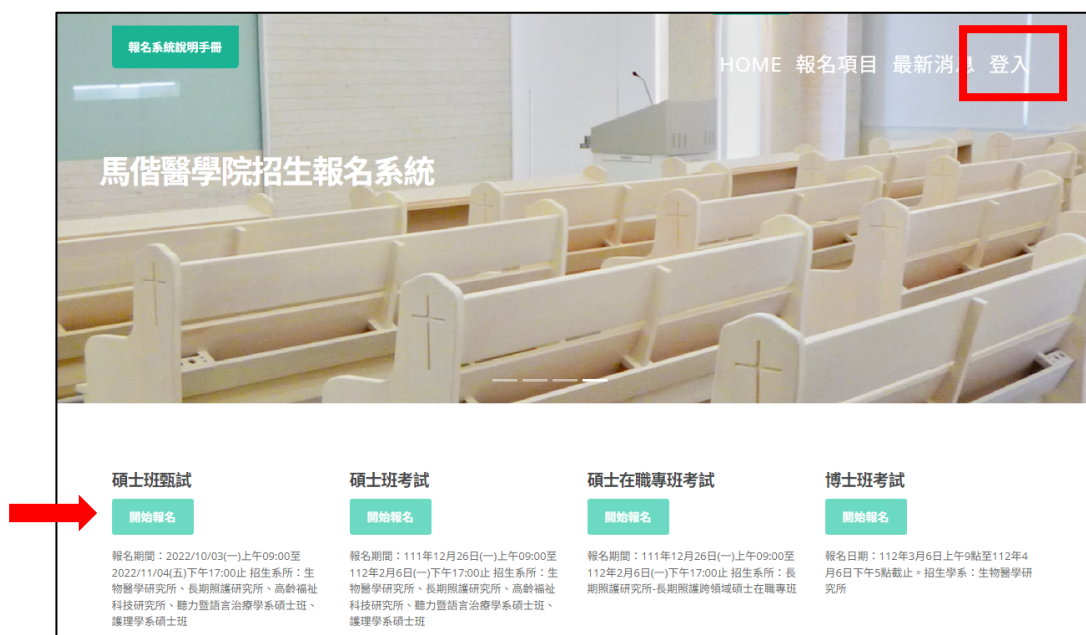 報名系統說明手冊
HOME 報名項目 最新消息 登入
馬偕醫學院招生報名系統
碩士班甄試
開始報名
報名期間：2022/10/03(一)上午09:00至
2022/11/04(五)下午17:00止 招生系所：生
物醫學研究所、長期照護研究所、高齡福祉
科技研究所、聽力暨語言治療學系碩士班、
護理學系碩士班
碩士班考試
開始報名
報名期間：111年12月26日(一)上午09:00至
112年2月6日(一)下午17:00止 招生系所：生
物醫學研究所、長期照護研究所、高齡福祉
科技研究所、聽力暨語言治療學系碩士班、
護理學系碩士班
碩士在職專班考試
開始報名
報名期間：111年12月26日(一)上午09:00至
112年2月6日(一)下午17:00止 招生系所：長
期照護研究所-長期照護跨領域碩士在職專班
博士班考試
開始報名
報名日期：112年3月6日上午9點至112年4
月6日下午5點截止。招生學系：生物醫學研
究所